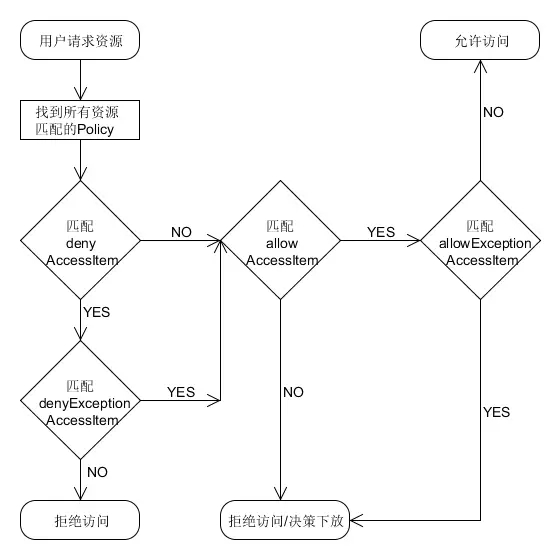 用户请求资源
允许访问
找到所有资源
匹配的Policy
NO
匹配
deny
AccessItem
NO
匹配
allow
AccessItem
YES
匹配
allowException
AccessItem
YES
匹配
denyException
AccessItem
YES
NO
YES
NO
拒绝访问
拒绝访问/决策下放